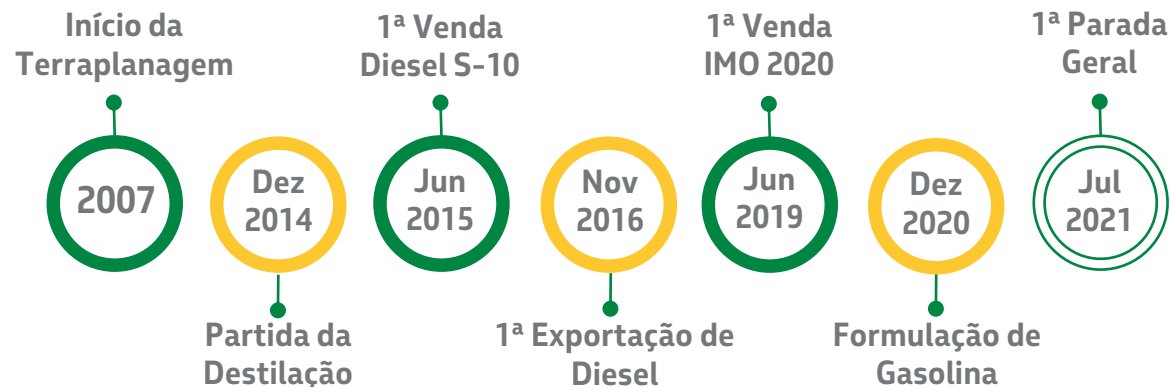 Início da
Terraplanagem
2007
Dez
2014
Partida da
Destilação
1ª Venda
Diesel S-10
Jun
2015
Nov
2016
1ª Exportação de
Diesel
1ª Venda
IMO 2020
Jun
2019
Dez
2020
Formulação de
Gasolina
1ª Parada
Geral
Jul
2021